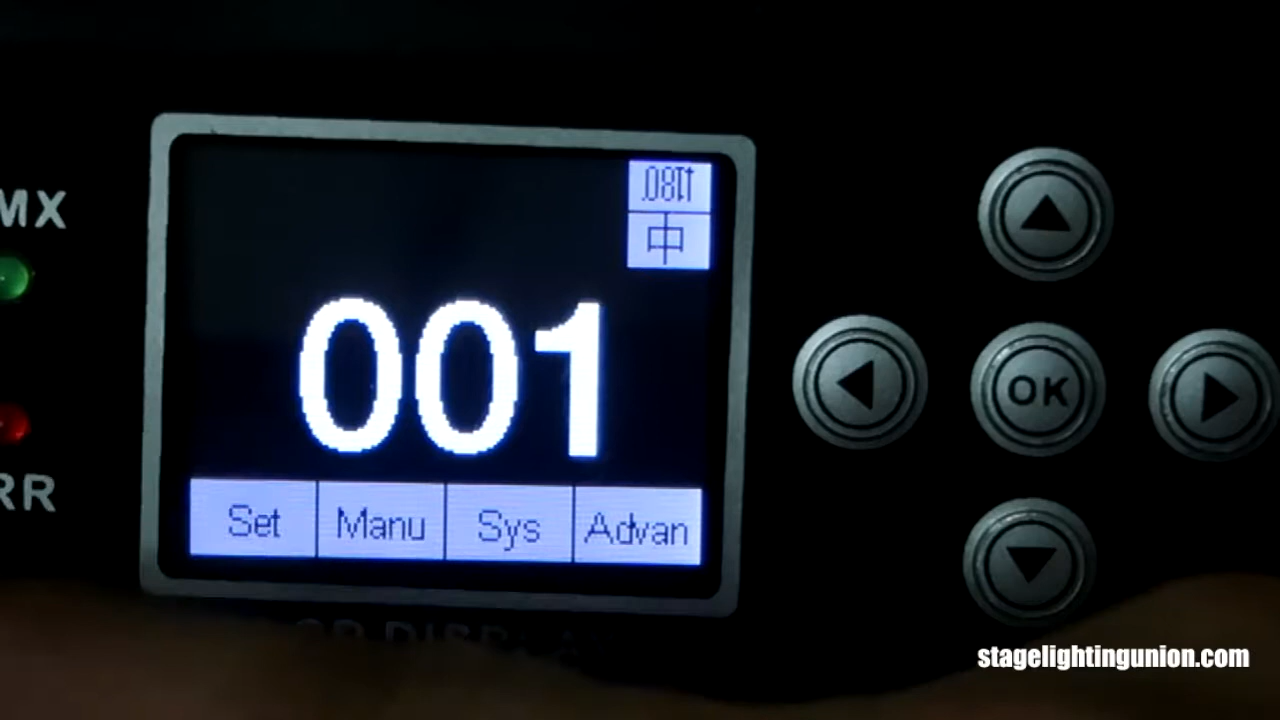 MX
↕180°
中
001
Set Manu Sys Advan
OK
RR
stagelightingunion.com